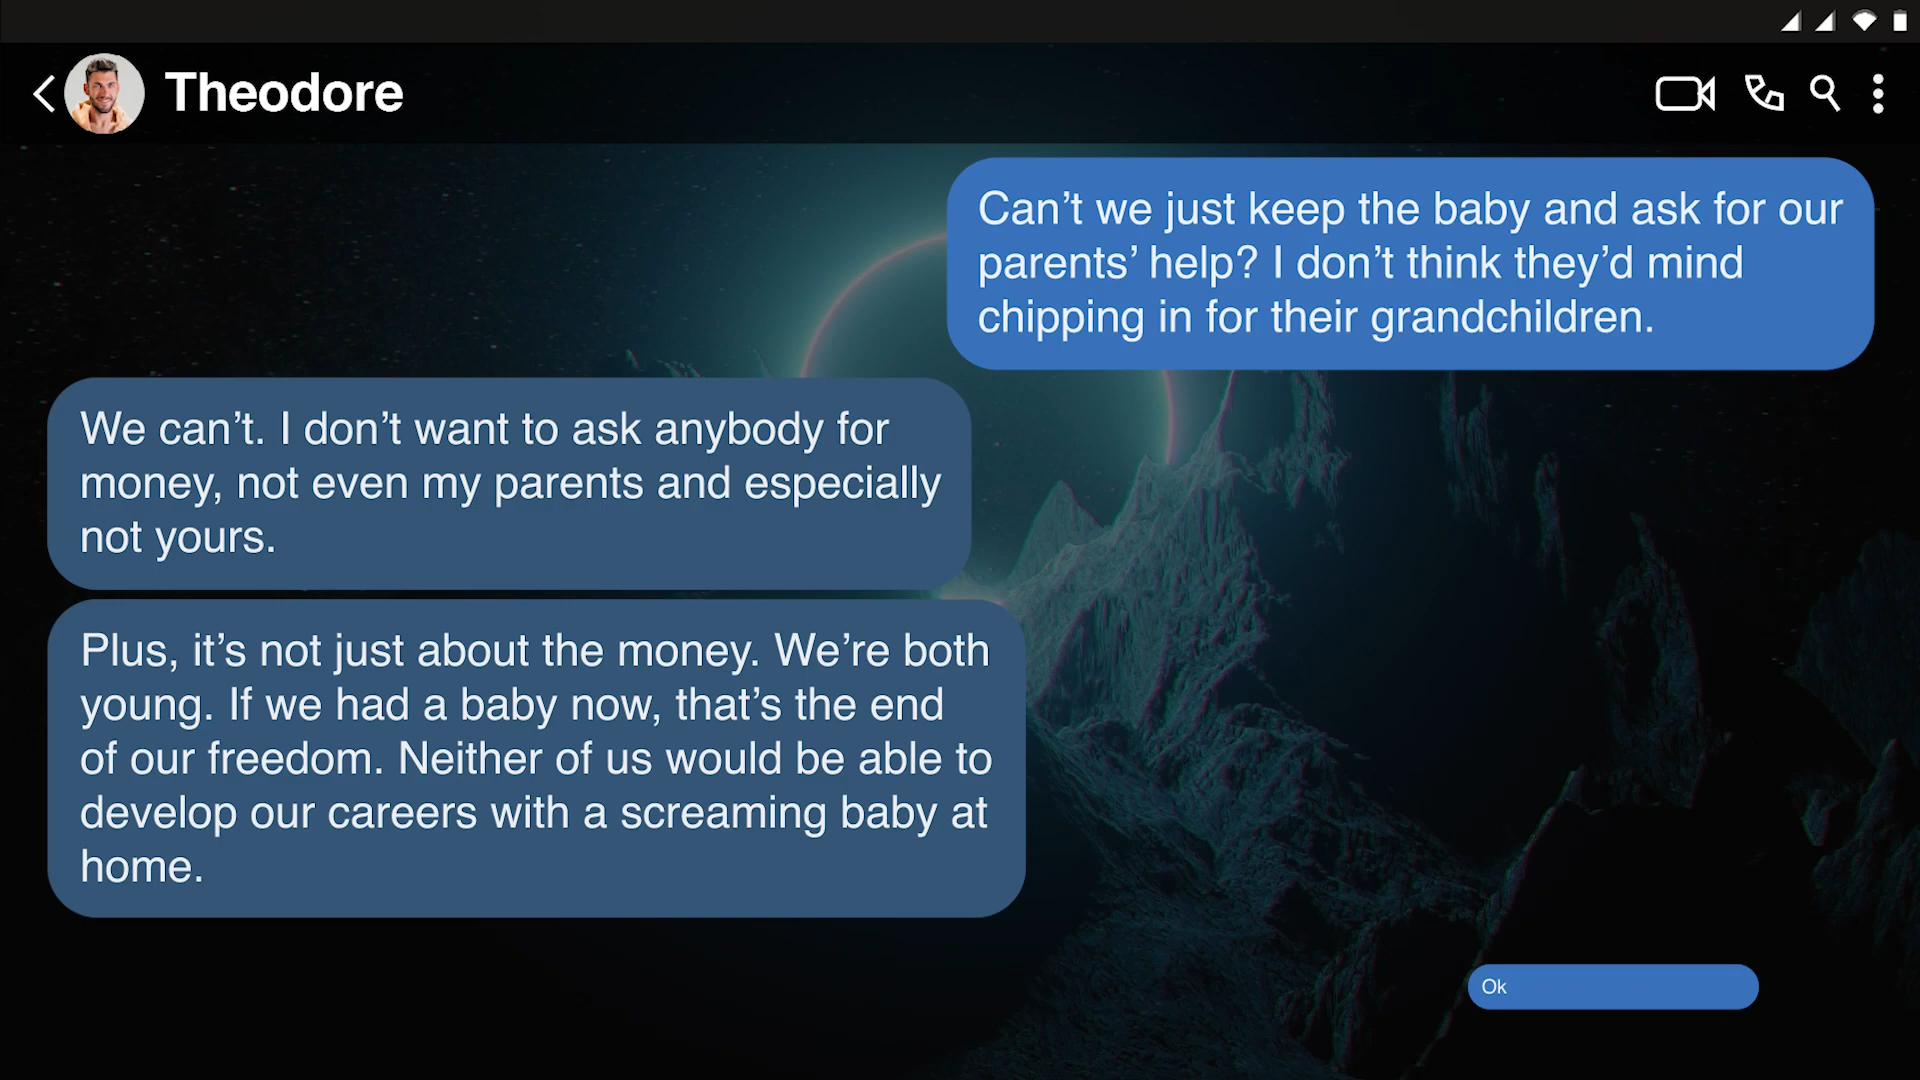 Theodore
Can’t we just keep the baby and ask for our
parents’ help? I don’t think they’d mind
chipping in for their grandchildren.
We can’t. I don’t want to ask anybody for
money, not even my parents and especially
not yours.
Plus, it’s not just about the money. We’re both
young. If we had a baby now, that’s the end
of our freedom. Neither of us would be able to
develop our careers with a screaming baby at
home.
Ok